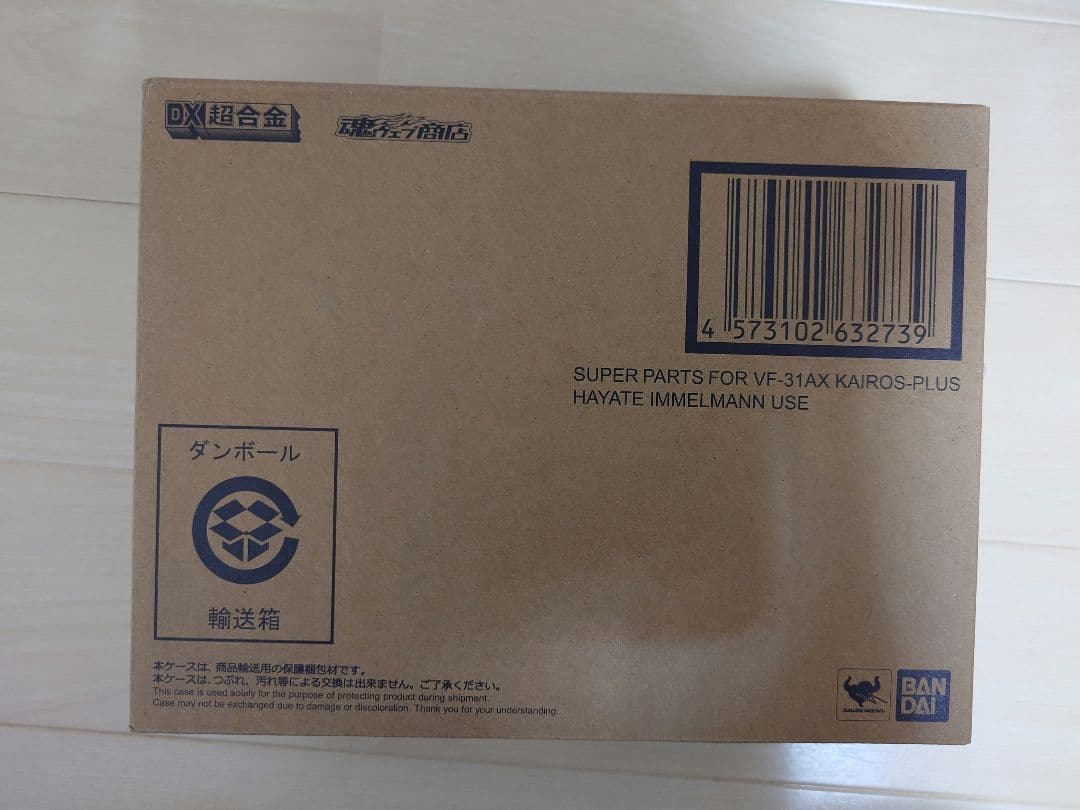 DX超合金
魂ウェブ商店
4 573102 632739
SUPER PARTS FOR VF-31AX KAIROS-PLUS
HAYATE IMMELMANN USE
ダンボール
輸送箱
本ケースは、商品輸送用の保護梱包材です。
本ケースは、つぶれ、汚れ等による交換は出来ません。ご了承ください。
This case is used solely for the purpose of protecting product during shipment.
Case may not be exchanged due to damage or discoloration. Thank you for your understanding.
TAMASHII NATIONS
BAN
DAI